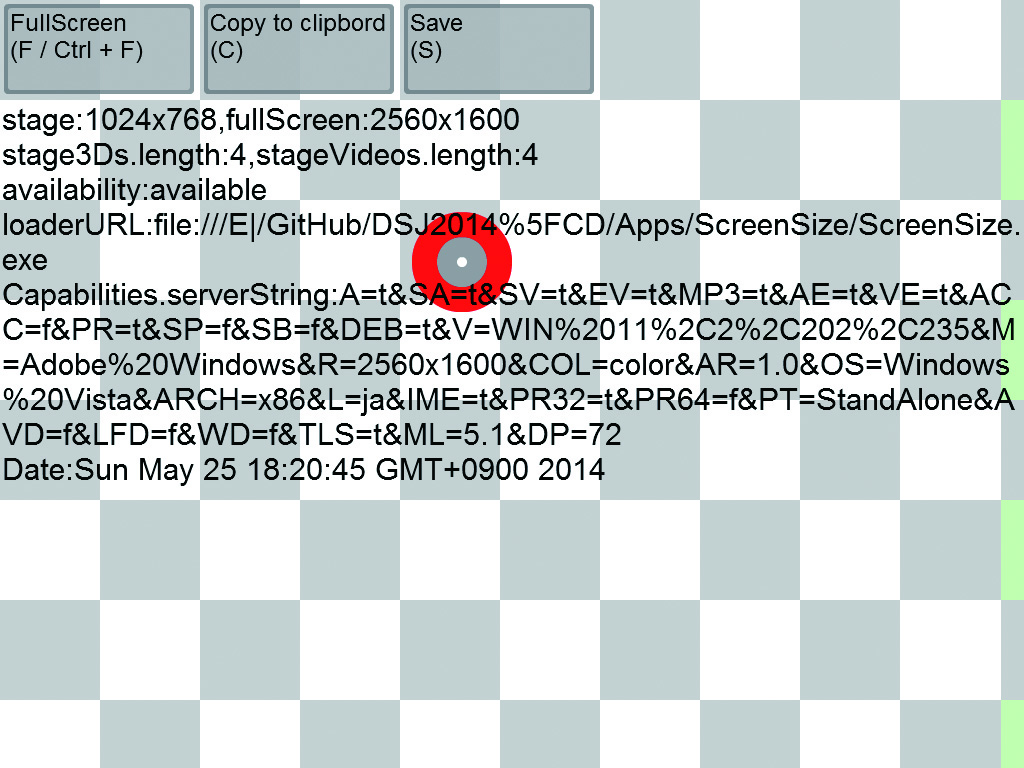 FullScreen
(F / Ctrl + F)
Copy to clipbord
(C)
Save
(S)
stage:1024x768,fullScreen:2560x1600
stage3Ds.length:4,stageVideos.length:4
availability:available
loaderURL:file:///E|/GitHub/DSJ2014%5FCD/Apps/ScreenSize/ScreenSize.
exe
Capabilities.serverString:A=t&SA=t&SV=t&EV=t&MP3=t&AE=t&VE=t&AC
C=f&PR=t&SP=f&SB=f&DEB=t&V=WIN%2011%2C2%2C202%2C235&M
=Adobe%20Windows&R=2560x1600&COL=color&AR=1.0&OS=Windows
%20Vista&ARCH=x86&L=ja&IME=t&PR32=t&PR64=f&PT=StandAlone&A
VD=f&LFD=f&WD=f&TLS=t&ML=5.1&DP=72
Date:Sun May 25 18:20:45 GMT+0900 2014